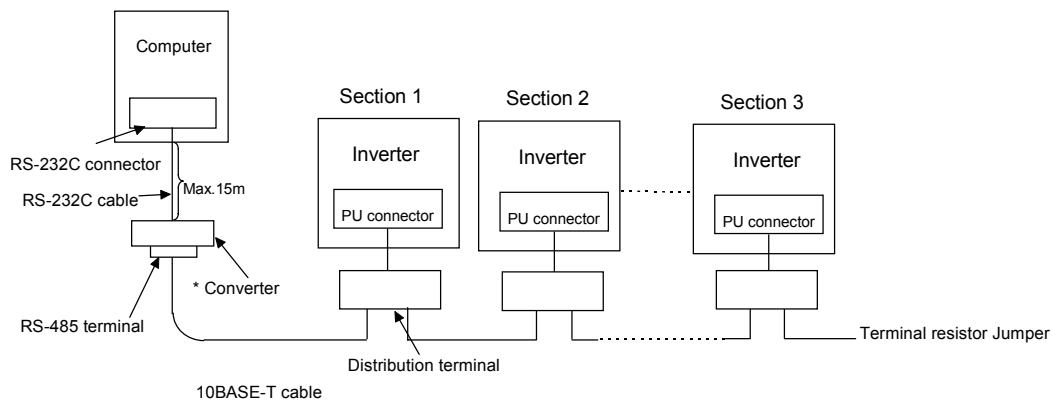 Computer
RS-232C connector
RS-232C cable
Max.15m
* Converter
RS-485 terminal
10BASE-T cable
Section 1
Inverter
PU connector
Distribution terminal
Section 2
Inverter
PU connector
Section 3
Inverter
PU connector
Terminal resistor Jumper